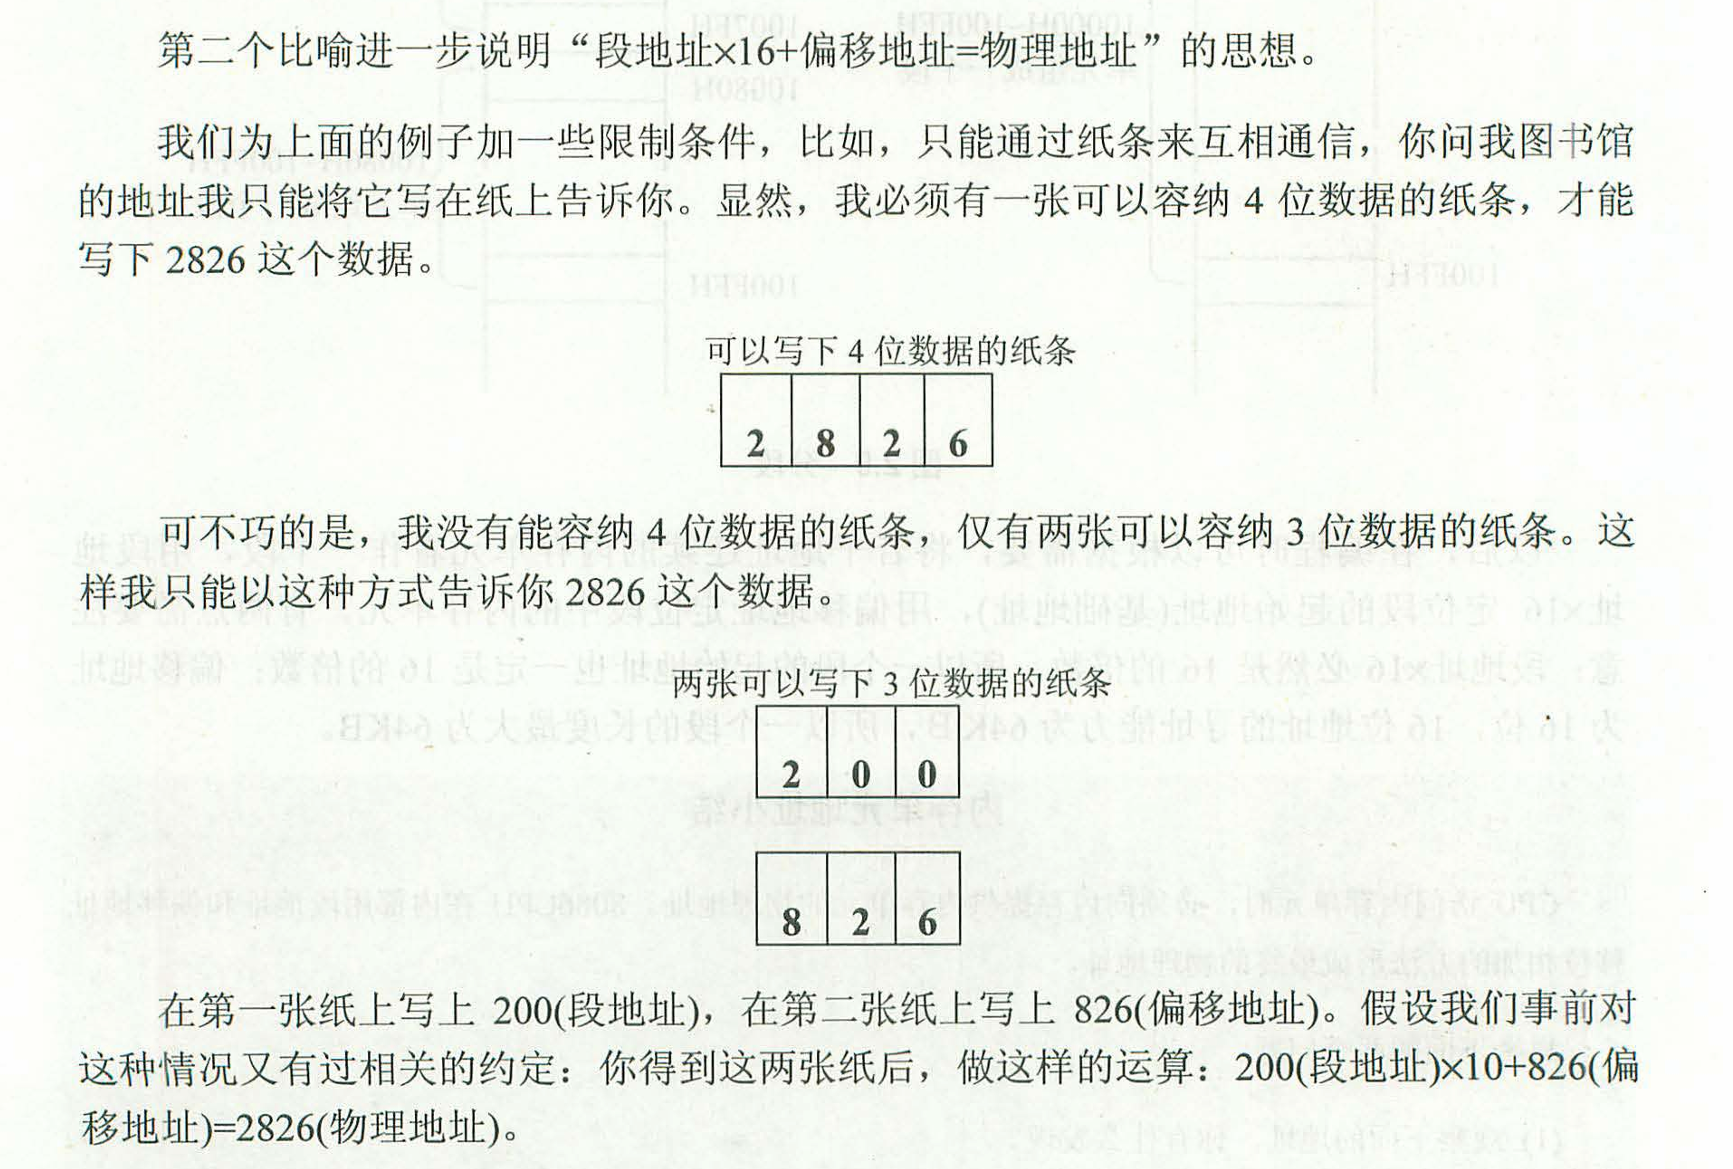 第二个比喻进一步说明“段地址×16+偏移地址=物理地址”的思想。
我们为上面的例子加一些限制条件，比如，只能通过纸条来互相通信，你问我图书馆
的地址我只能将它写在纸上告诉你。显然，我必须有一张可以容纳 4 位数据的纸条，才能
写下 2826 这个数据。
可以写下 4 位数据的纸条
2 8 2 6
可不巧的是，我没有能容纳 4 位数据的纸条，仅有两张可以容纳 3 位数据的纸条。这
样我只能以这种方式告诉你 2826 这个数据。
两张可以写下 3 位数据的纸条
2 0 0
8 2 6
在第一张纸上写上 200(段地址)，在第二张纸上写上 826(偏移地址)。假设我们事前对
这种情况又有过相关的约定：你得到这两张纸后，做这样的运算：200(段地址)×10+826(偏
移地址)=2826(物理地址)。